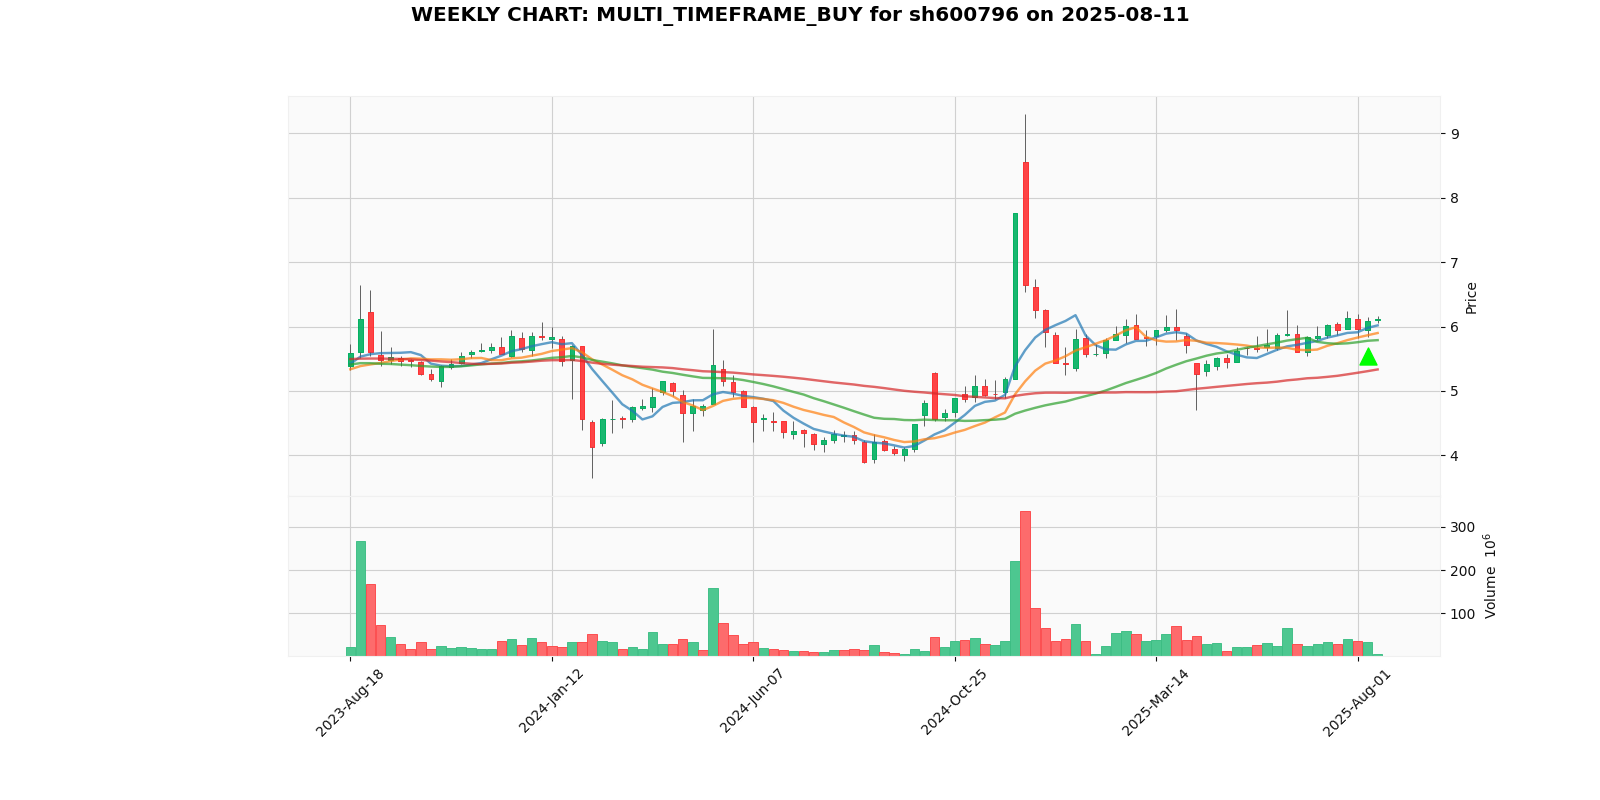 WEEKLY CHART: MULTI_TIMEFRAME_BUY for sh600796 on 2025-08-11
9
8
7
6
5
4
Price
300
200
100
Volume 10⁶
2023-Aug-18
2024-Jan-12
2024-Jun-07
2024-Oct-25
2025-Mar-14
2025-Aug-01